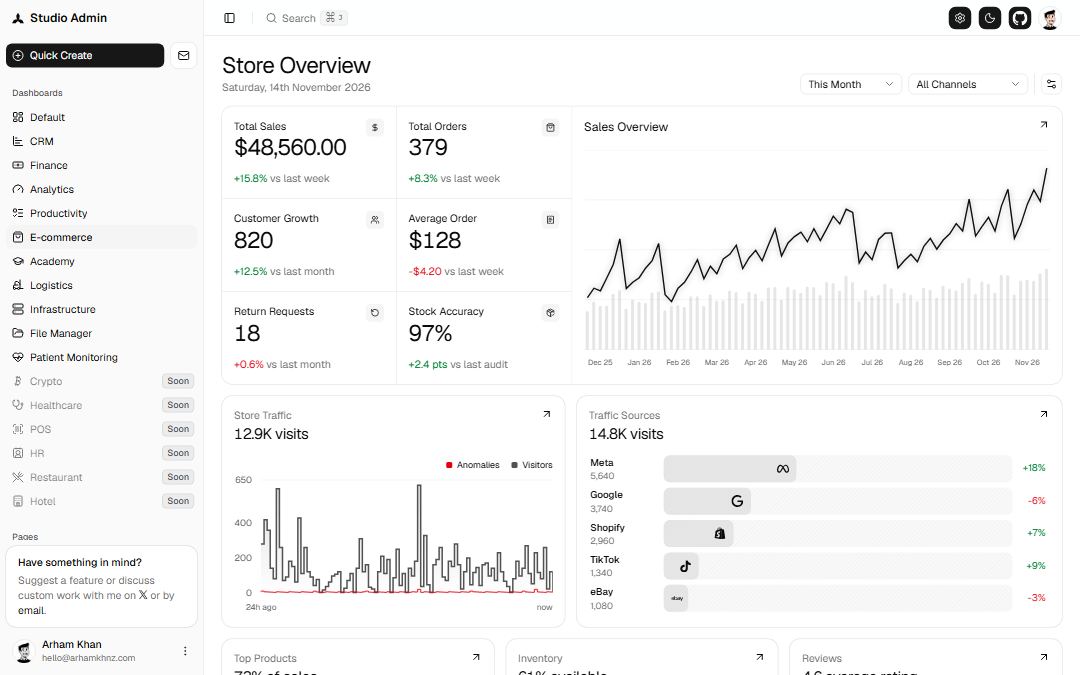 Studio Admin
Quick Create
Dashboards
Default
CRM
Finance
Analytics
Productivity
E-commerce
Academy
Logistics
Infrastructure
File Manager
Patient Monitoring
Crypto Soon
Healthcare Soon
POS Soon
HR Soon
Restaurant Soon
Hotel Soon
Pages
Have something in mind?
Suggest a feature or discuss
custom work with me on 𝕏 or by
email.
Arham Khan
hello@arhamkhnz.com
Search ⌘ J
Store Overview
Saturday, 14th November 2026
This Month
All Channels
Total Sales
$48,560.00
+15.8% vs last week
Total Orders
379
+8.3% vs last week
Customer Growth
820
+12.5% vs last month
Average Order
$128
-$4.20 vs last week
Return Requests
18
+0.6% vs last month
Stock Accuracy
97%
+2.4 pts vs last audit
Sales Overview
Dec 25 Jan 26 Feb 26 Mar 26 Apr 26 May 26 Jun 26 Jul 26 Aug 26 Sep 26 Oct 26 Nov 26
Store Traffic
12.9K visits
Anomalies Visitors
650
400
200
0
24h ago now
Traffic Sources
14.8K visits
Meta
5,640
+18%
Google
3,740
-6%
Shopify
2,960
+7%
TikTok
1,340
+9%
eBay
1,080
ebay
-3%
Top Products
Inventory
Reviews